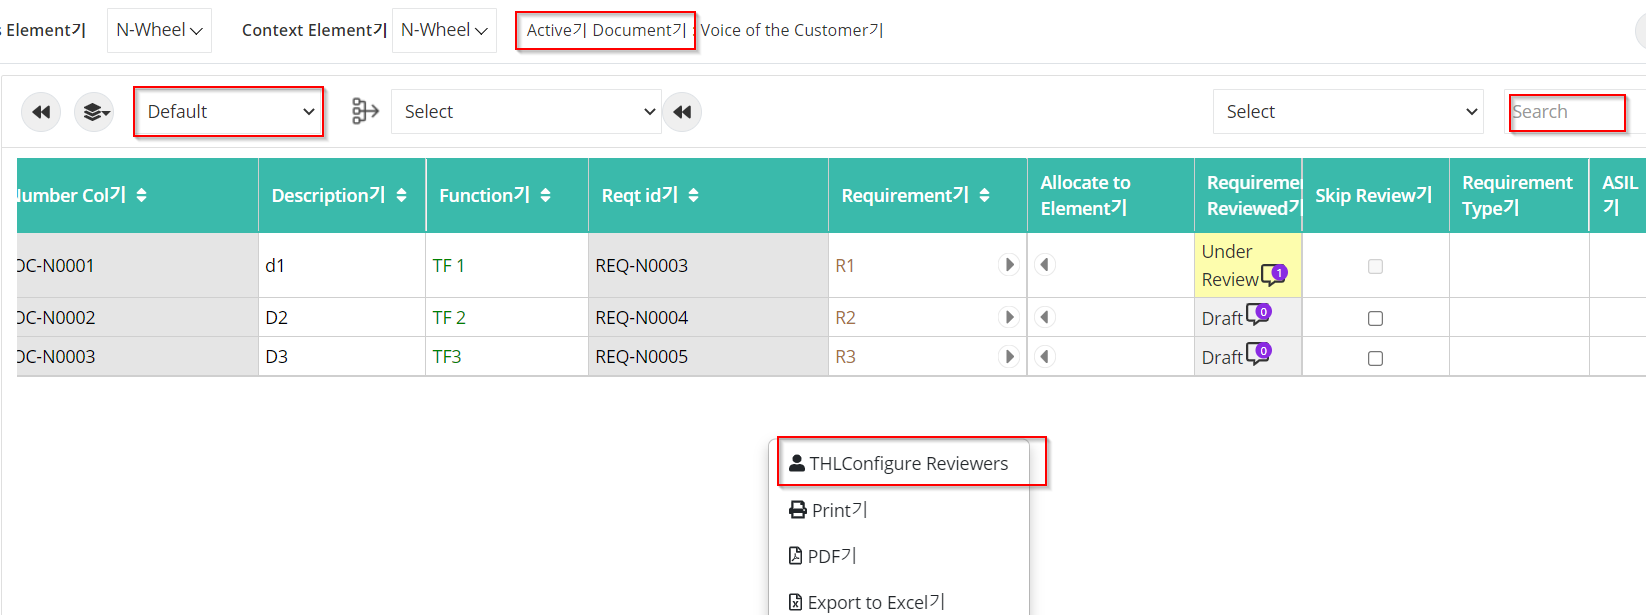 s Element기 N-Wheel Context Element기 N-Wheel Active기 Document기 : Voice of the Customer기
Default Select Select Search
Number Col기 Description기 Function기 Reqt id기 Requirement기 Allocate to Element기 Requireme Reviewed기 Skip Review기 Requirement Type기 ASIL기
OC-N0001 d1 TF 1 REQ-N0003 R1 Under Review 1
OC-N0002 D2 TF 2 REQ-N0004 R2 Draft 0
OC-N0003 D3 TF3 REQ-N0005 R3 Draft 0
THLConfigure Reviewers
Print기
PDF기
Export to Excel기